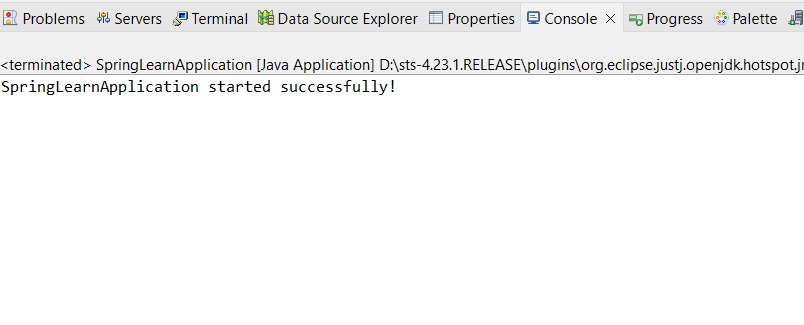 Problems Servers Terminal Data Source Explorer Properties Console Progress Palette
<terminated> SpringLearnApplication [Java Application] D:\sts-4.23.1.RELEASE\plugins\org.eclipse.justj.openjdk.hotspot.jr
SpringLearnApplication started successfully!